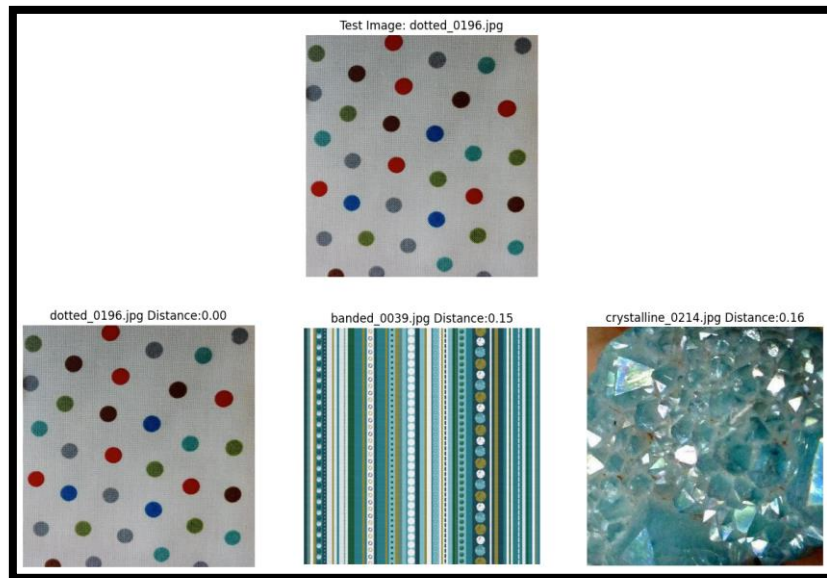 Test Image: dotted_0196.jpg
dotted_0196.jpg Distance:0.00
banded_0039.jpg Distance:0.15
crystalline_0214.jpg Distance:0.16